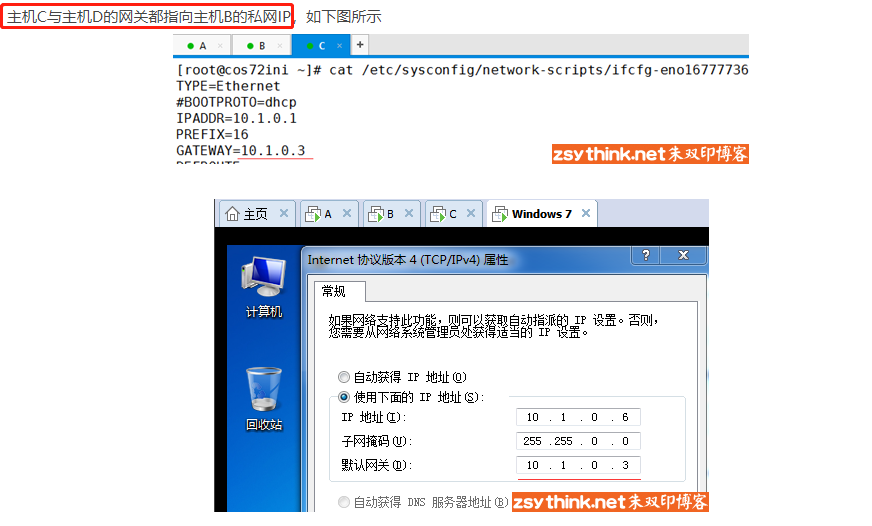 主机C与主机D的网关都指向主机B的私网IP，如下图所示
A × B × C × +
[root@cos72ini ~]# cat /etc/sysconfig/network-scripts/ifcfg-eno16777736
TYPE=Ethernet
#BOOTPROTO=dhcp
IPADDR=10.1.0.1
PREFIX=16
GATEWAY=10.1.0.3
zsythink.net朱双印博客
主页 × A × B × C × Windows 7 ×
Internet 协议版本 4 (TCP/IPv4) 属性 ? X
计算机
回收站
常规
如果网络支持此功能，则可以获取自动指派的 IP 设置。否则，
您需要从网络系统管理员处获得适当的 IP 设置。
自动获得 IP 地址(O)
使用下面的 IP 地址(S):
IP 地址(I): 10 . 1 . 0 . 6
子网掩码(U): 255 .255 . 0 . 0
默认网关(D): 10 . 1 . 0 . 3
自动获得 DNS 服务器地址(B)
zsythink.net朱双印博客